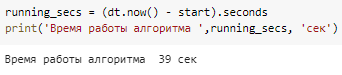 running_secs = (dt.now() - start).seconds
print('Время работы алгоритма ',running_secs, 'сек')
Время работы алгоритма  39 сек